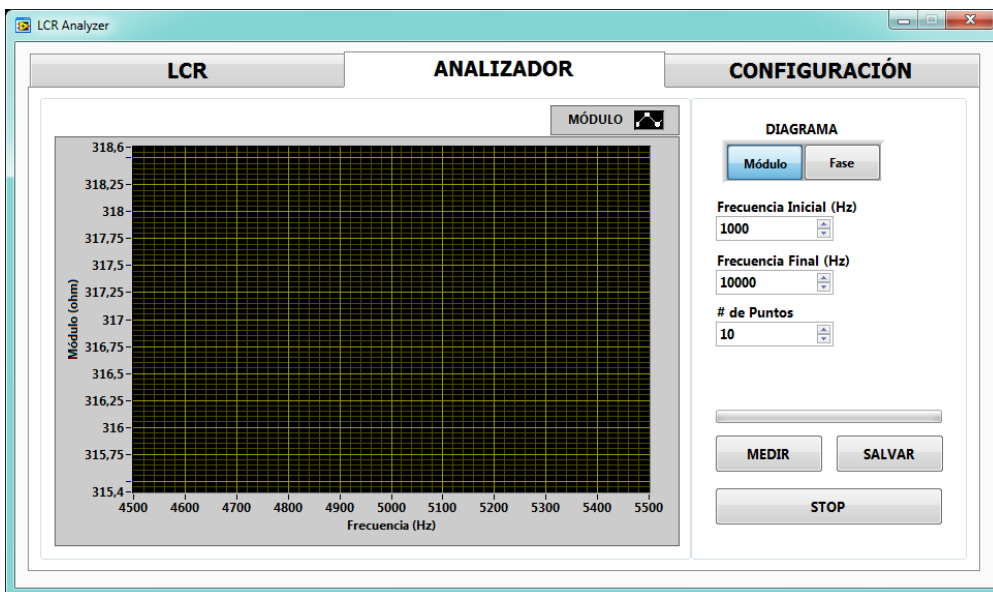 LCR Analyzer
LCR
ANALIZADOR
CONFIGURACIÓN
MÓDULO
318,6
318,25
318
317,75
317,5
317,25
317
316,75
316,5
316,25
316
315,75
315,4
Módulo (ohm)
4500 4600 4700 4800 4900 5000 5100 5200 5300 5400 5500
Frecuencia (Hz)
DIAGRAMA
Módulo Fase
Frecuencia Inicial (Hz)
1000
Frecuencia Final (Hz)
10000
# de Puntos
10
MEDIR SALVAR
STOP